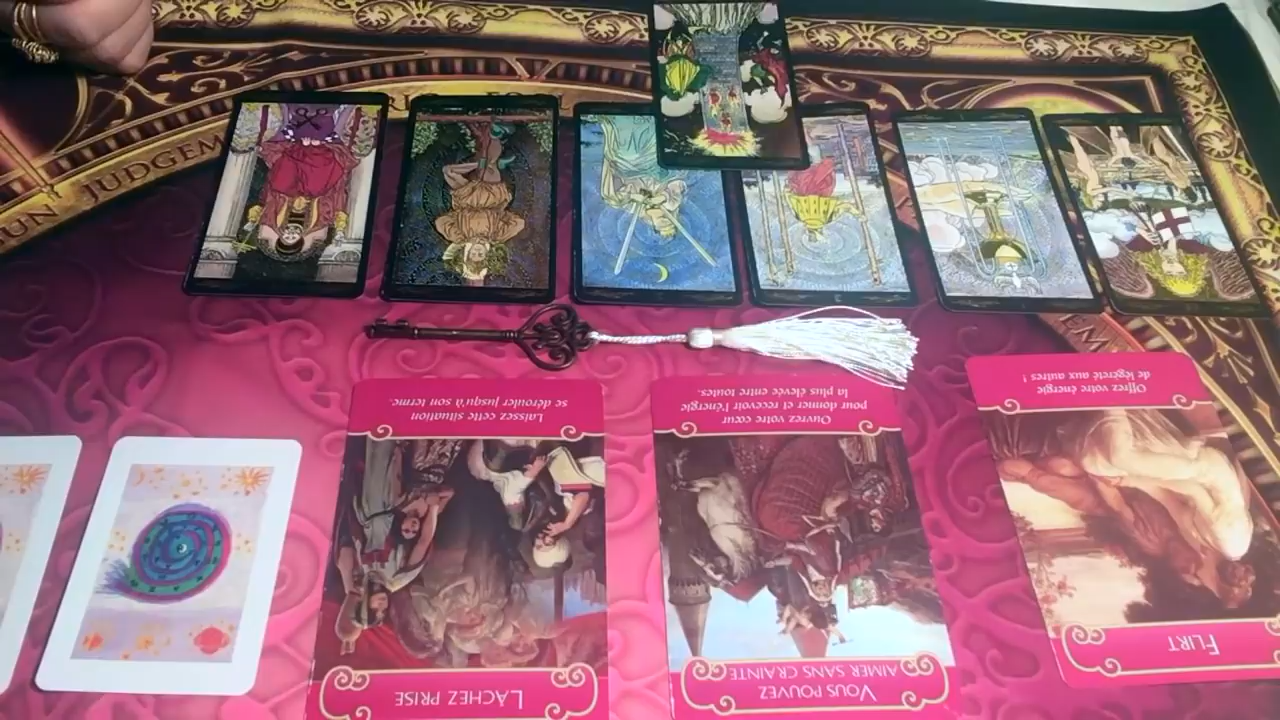 JUDGEM
SUN
Laissez cette situation
se dérouler jusqu'à son terme.
LÂCHEZ PRISE
Ouvrez votre cœur
pour donner et recevoir l'énergie
la plus élevée entre toutes.
VOUS POUVEZ
AIMER SANS CRAINTE
Offrez votre énergie
de légèreté aux autres !
FLIRT